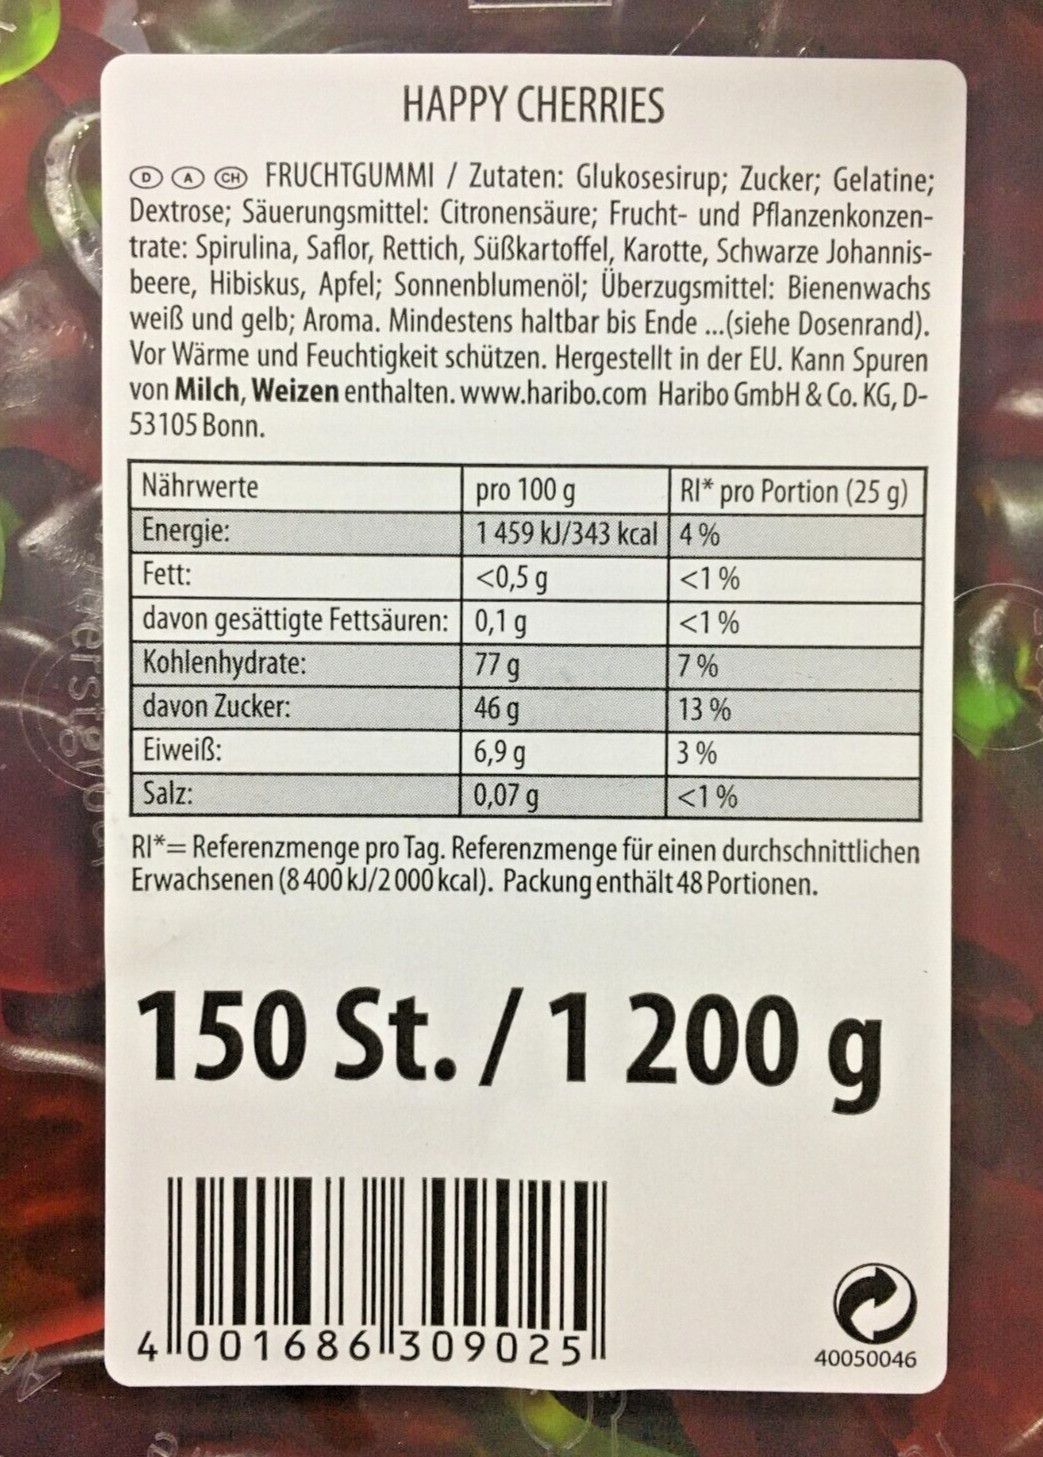 HAPPY CHERRIES
D A CH FRUCHTGUMMI / Zutaten: Glukosesirup; Zucker; Gelatine;
Dextrose; Säuerungsmittel: Citronensäure; Frucht- und Pflanzenkonzen-
trate: Spirulina, Saflor, Rettich, Süßkartoffel, Karotte, Schwarze Johannis-
beere, Hibiskus, Apfel; Sonnenblumenöl; Überzugsmittel: Bienenwachs
weiß und gelb; Aroma. Mindestens haltbar bis Ende ...(siehe Dosenrand).
Vor Wärme und Feuchtigkeit schützen. Hergestellt in der EU. Kann Spuren
von Milch, Weizen enthalten. www.haribo.com Haribo GmbH & Co. KG, D-
53105 Bonn.
Nährwerte pro 100 g RI* pro Portion (25 g)
Energie: 1 459 kJ/343 kcal 4 %
Fett: <0,5 g <1 %
davon gesättigte Fettsäuren: 0,1 g <1 %
Kohlenhydrate: 77 g 7 %
davon Zucker: 46 g 13 %
Eiweiß: 6,9 g 3 %
Salz: 0,07 g <1 %
RI*= Referenzmenge pro Tag. Referenzmenge für einen durchschnittlichen
Erwachsenen (8 400 kJ/2 000 kcal). Packung enthält 48 Portionen.
150 St. / 1 200 g
4 001686 309025
40050046